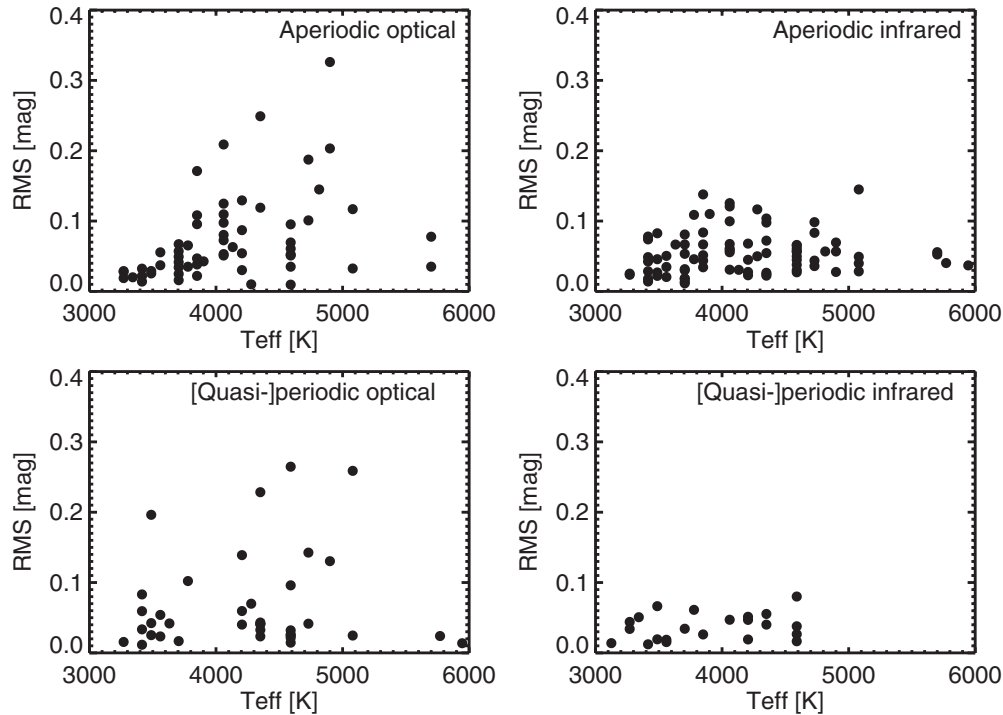 0.4
0.3
0.2
0.1
0.0
RMS [mag]
Aperiodic optical
3000 4000 5000 6000
Teff [K]
0.4
0.3
0.2
0.1
0.0
RMS [mag]
Aperiodic infrared
3000 4000 5000 6000
Teff [K]
0.4
0.3
0.2
0.1
0.0
RMS [mag]
[Quasi-]periodic optical
3000 4000 5000 6000
Teff [K]
0.4
0.3
0.2
0.1
0.0
RMS [mag]
[Quasi-]periodic infrared
3000 4000 5000 6000
Teff [K]